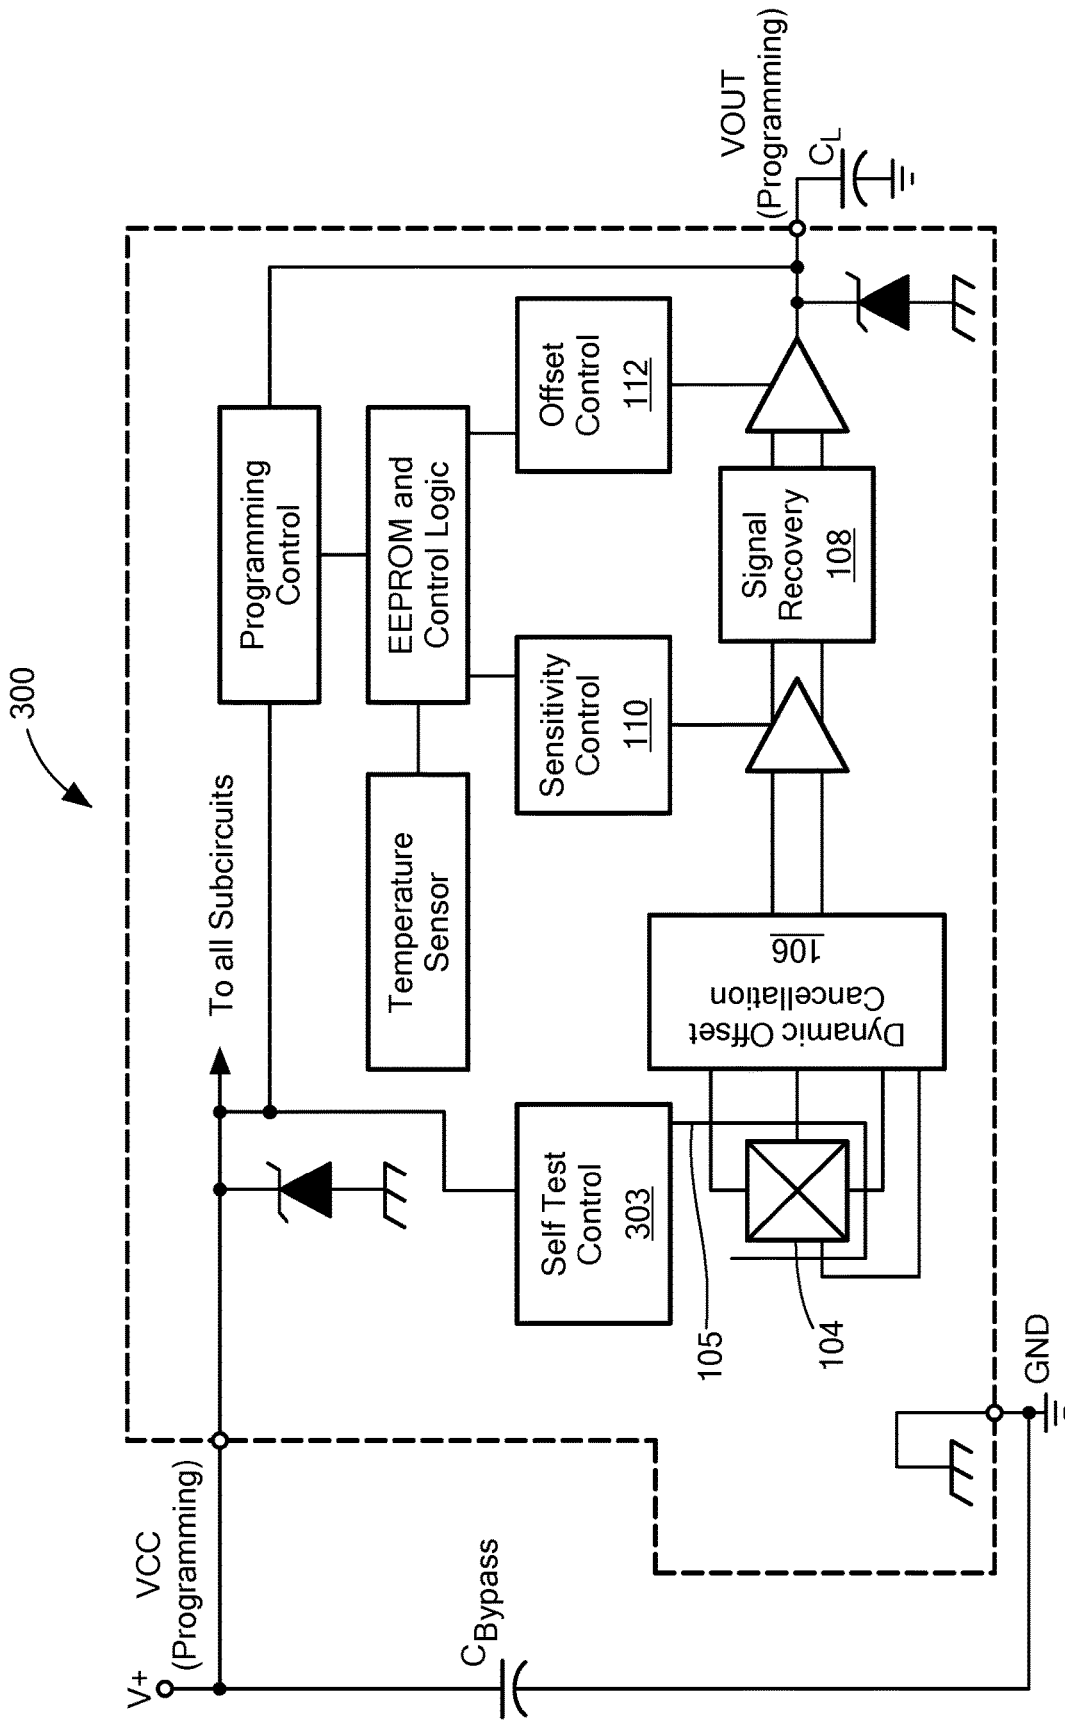 300
V+
VCC
(Programming)
To all Subcircuits
Programming
Control
EEPROM and
Control Logic
Temperature
Sensor
Self Test
Control
303
Sensitivity
Control
110
Offset
Control
112
VOUT
(Programming)
CL
CBypass
105
104
Dynamic Offset
Cancellation
106
Signal
Recovery
108
GND